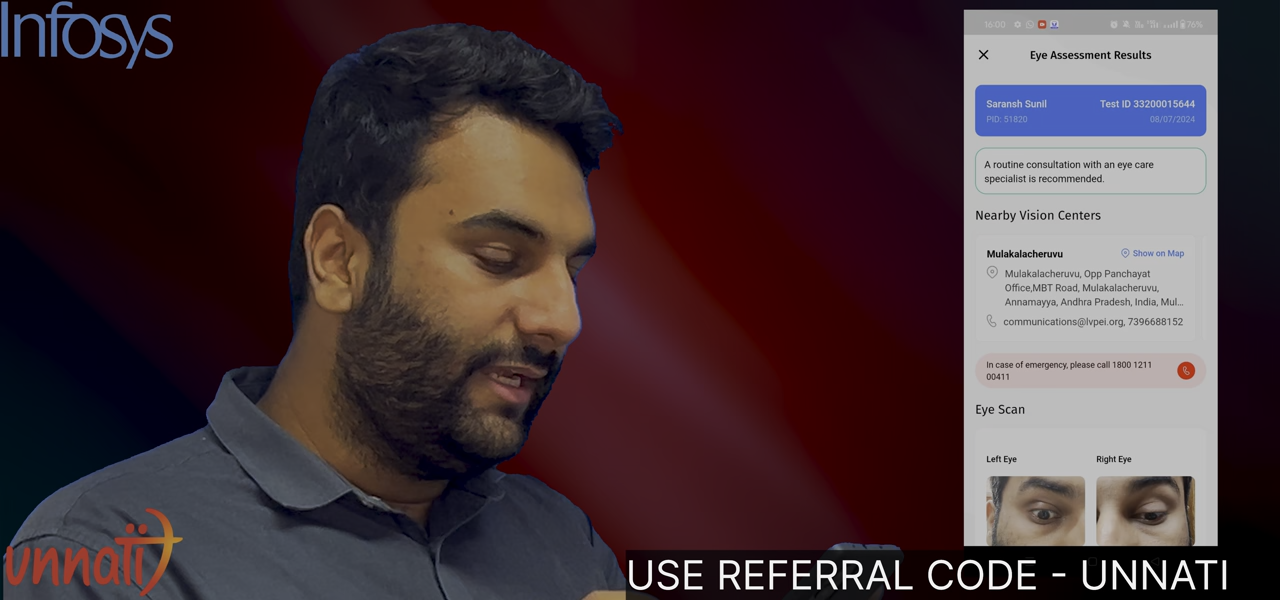 Infosys
16:00
76%
Eye Assessment Results
Saransh Sunil
Test ID 33200015644
PID: 51820
08/07/2024
A routine consultation with an eye care
specialist is recommended.
Nearby Vision Centers
Mulakalacheruvu
Show on Map
Mulakalacheruvu, Opp Panchayat
Office,MBT Road, Mulakalacheruvu,
Annamayya, Andhra Pradesh, India, Mul...
communications@lvpei.org, 7396688152
In case of emergency, please call 1800 1211
00411
Eye Scan
Left Eye
Right Eye
unnati
USE REFERRAL CODE - UNNATI